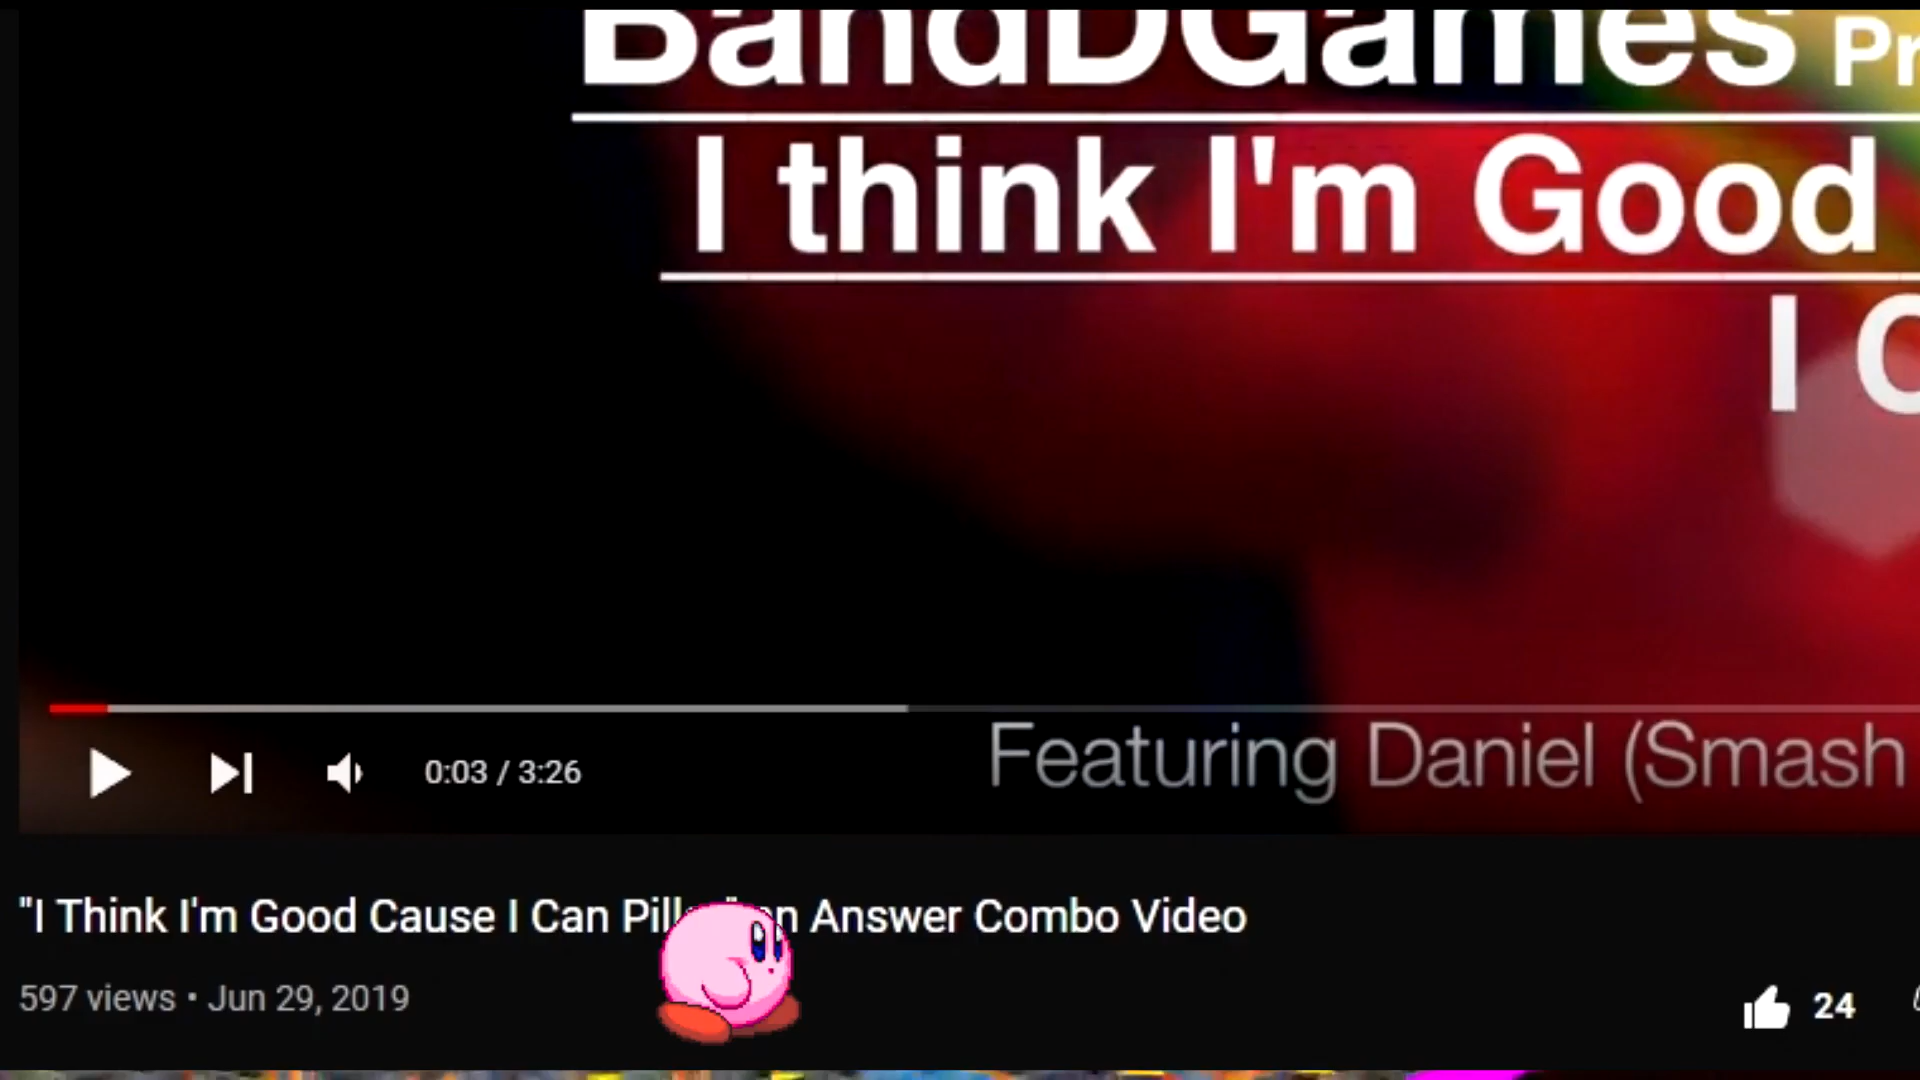 BandDGames Pr
I think I'm Good
I C
Featuring Daniel (Smash
0:03 / 3:26
"I Think I'm Good Cause I Can Answer Combo Video
597 views • Jun 29, 2019
24